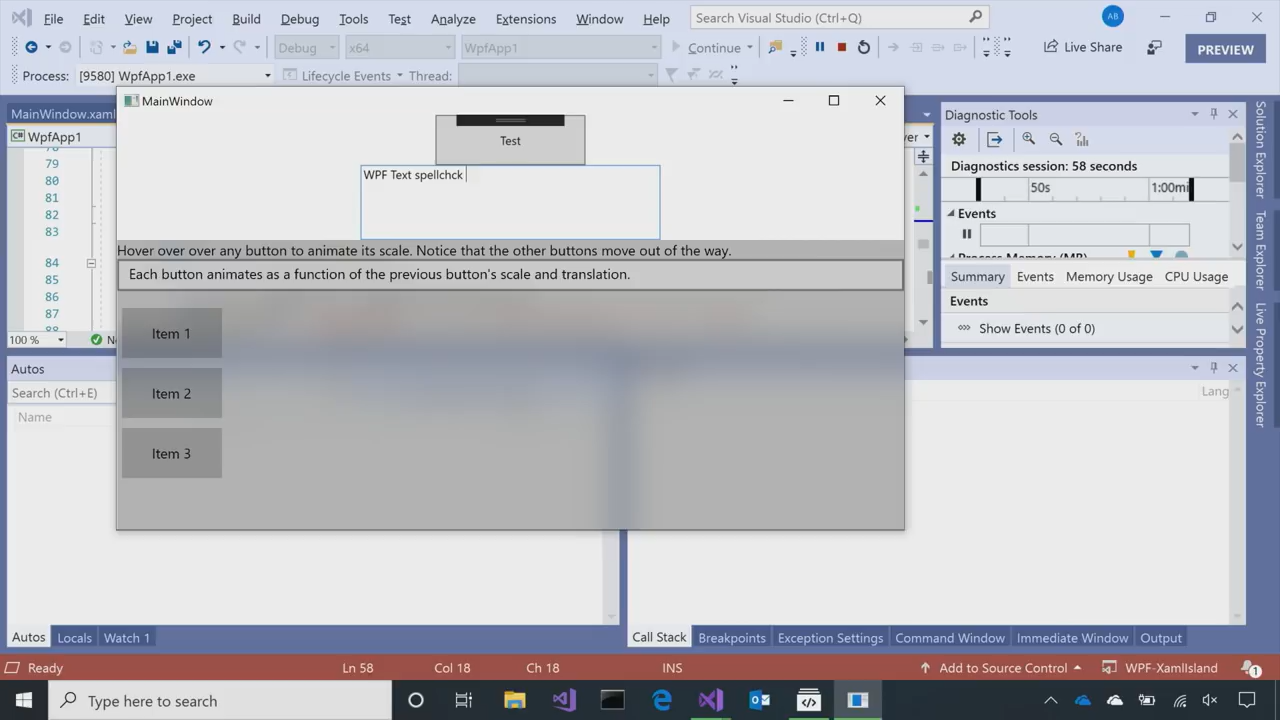 File Edit View Project Build Debug Tools Test Analyze Extensions Window Help Search Visual Studio (Ctrl+Q) AB
Debug x64 WpfApp1 Continue Live Share PREVIEW
Process: [9580] WpfApp1.exe Lifecycle Events Thread:
MainWindow.xaml
WpfApp1
MainWindow
Test
WPF Text spellchck
Hover over over any button to animate its scale. Notice that the other buttons move out of the way.
Each button animates as a function of the previous button's scale and translation.
Item 1
Item 2
Item 3
79
80
81
82
83
84
85
86
87
88
100 %
Diagnostic Tools
Diagnostics session: 58 seconds
50s 1:00mi
Events
Process Memory (MB)
Summary Events Memory Usage CPU Usage
Events
Show Events (0 of 0)
Solution Explorer
Team Explorer
Live Property Explorer
Autos
Search (Ctrl+E)
Name
Lang
Autos Locals Watch 1
Call Stack Breakpoints Exception Settings Command Window Immediate Window Output
Ready Ln 58 Col 18 Ch 18 INS Add to Source Control WPF-XamlIsland 1
Type here to search